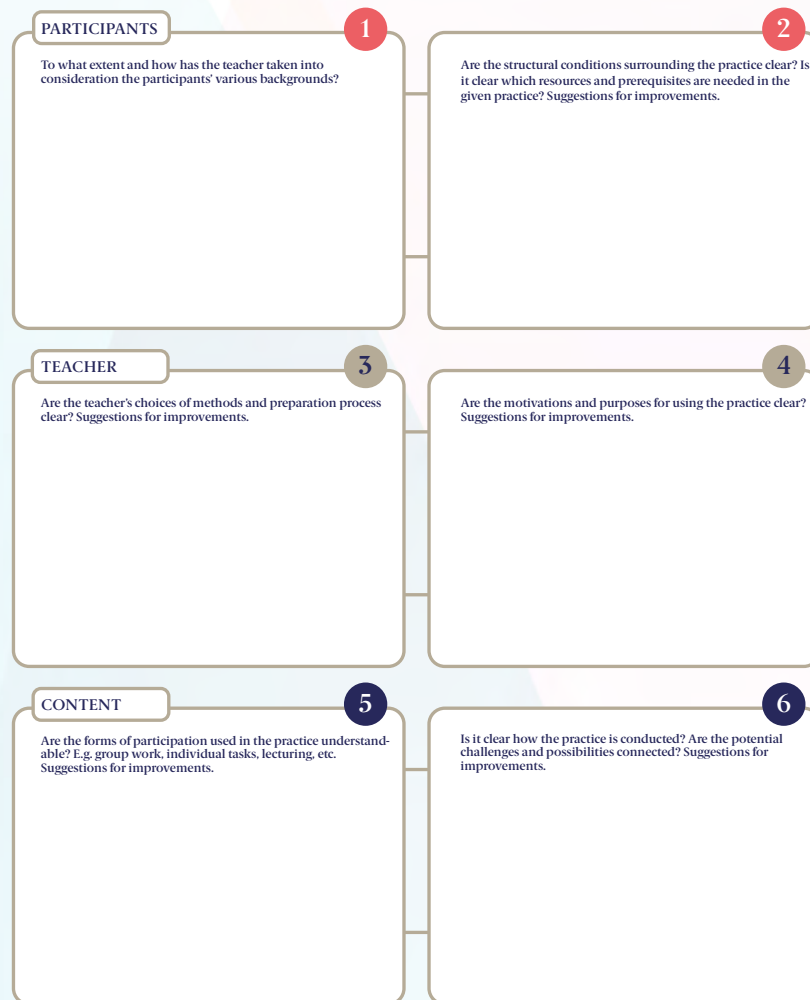 PARTICIPANTS
1
To what extent and how has the teacher taken into
consideration the participants' various backgrounds?
2
Are the structural conditions surrounding the practice clear? Is
it clear which resources and prerequisites are needed in the
given practice? Suggestions for improvements.
TEACHER
3
Are the teacher's choices of methods and preparation process
clear? Suggestions for improvements.
4
Are the motivations and purposes for using the practice clear?
Suggestions for improvements.
CONTENT
5
Are the forms of participation used in the practice understand-
able? E.g. group work, individual tasks, lecturing, etc.
Suggestions for improvements.
6
Is it clear how the practice is conducted? Are the potential
challenges and possibilities connected? Suggestions for
improvements.